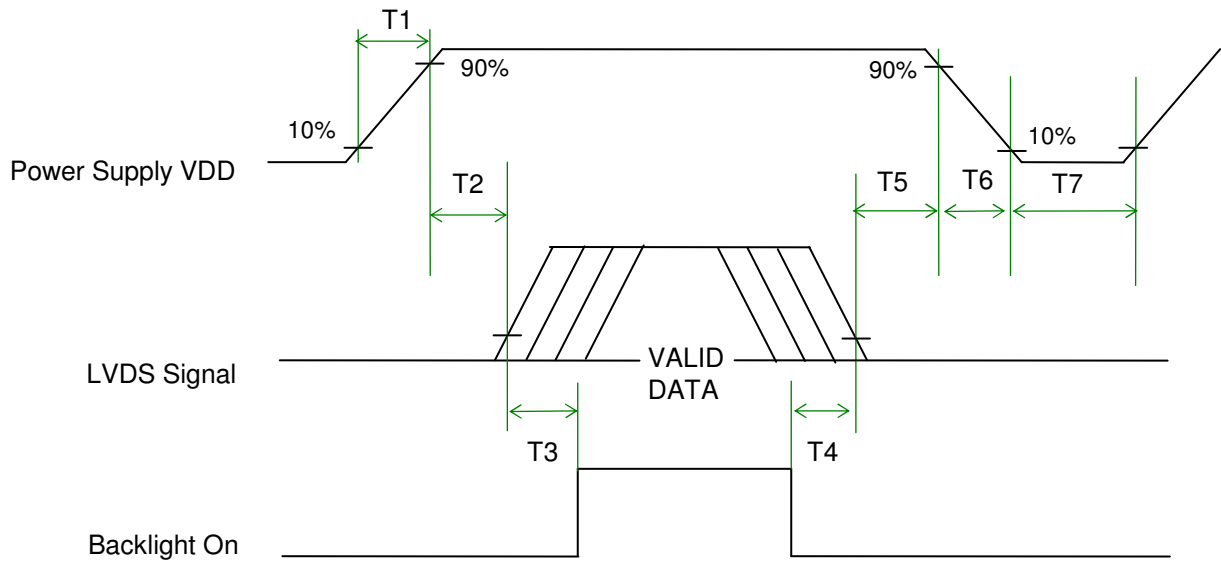 T1
90%
90%
10%
10%
Power Supply VDD
T2
T5
T6
T7
VALID
DATA
LVDS Signal
T3
T4
Backlight On